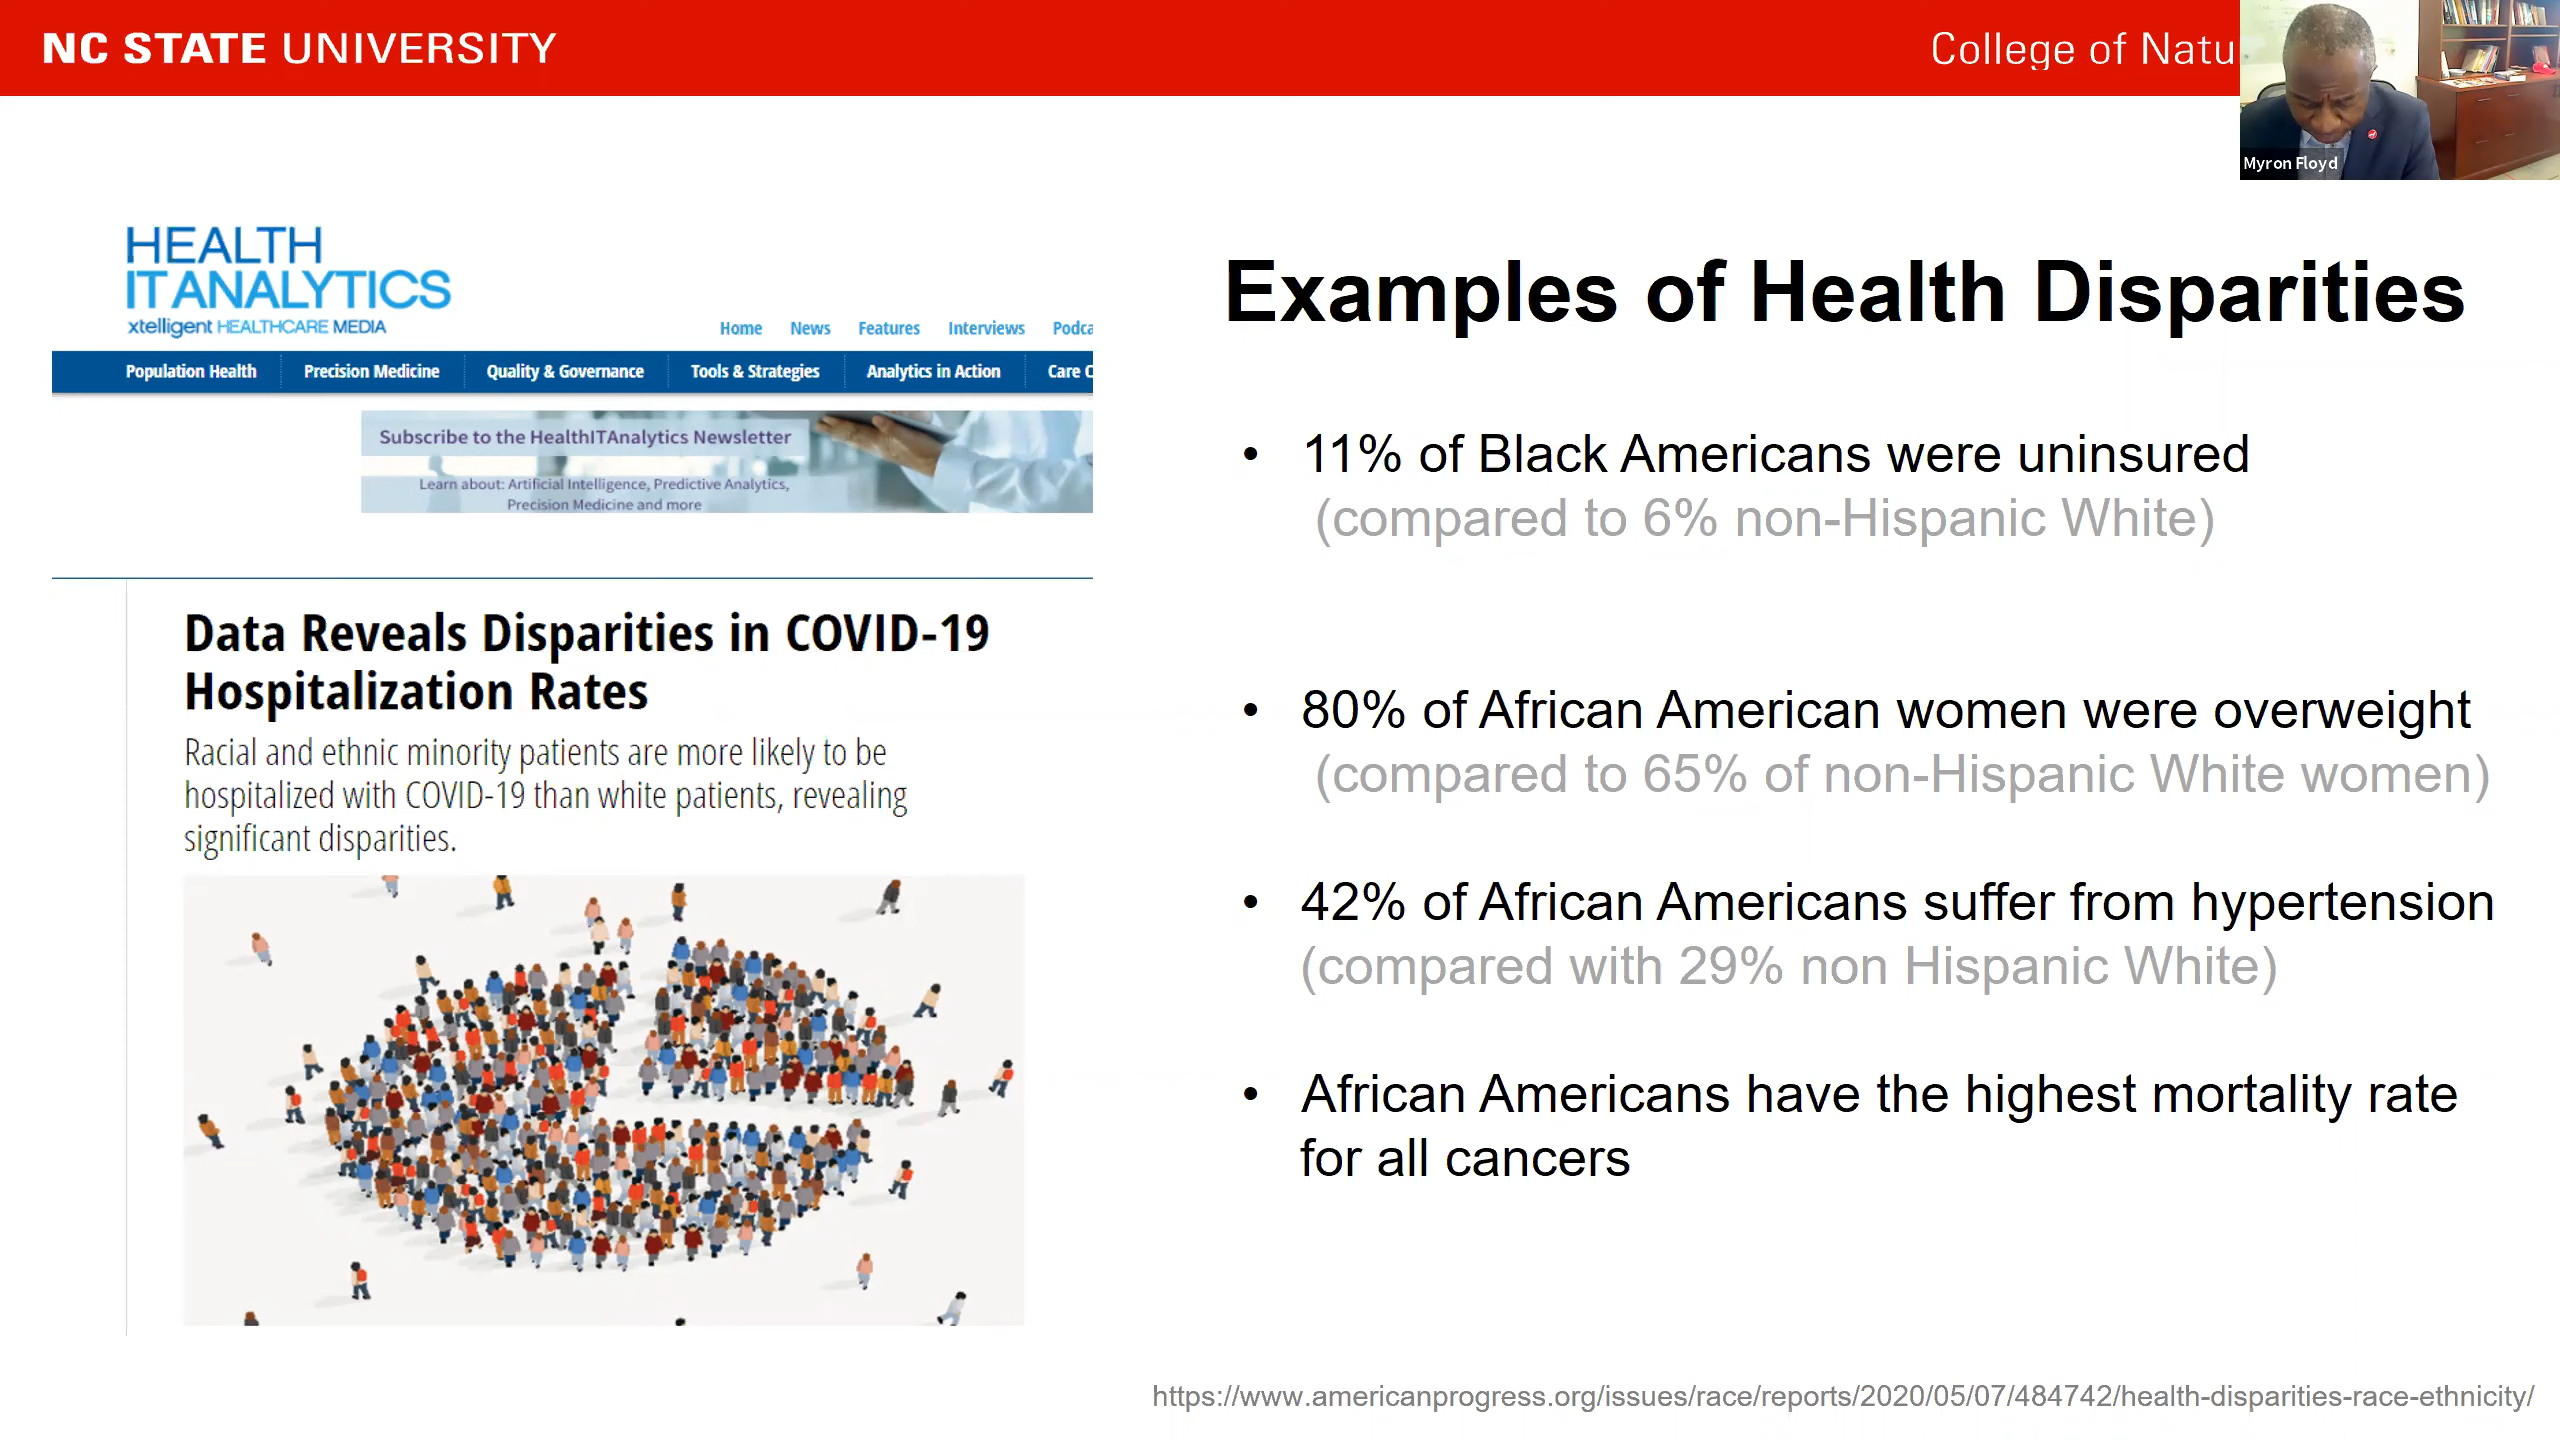 NC STATE UNIVERSITY
College of Natu
Myron Floyd
HEALTH
ITANALYTICS
xtelligent HEALTHCARE MEDIA
Home News Features Interviews Podca
Population Health Precision Medicine Quality & Governance Tools & Strategies Analytics in Action Care C
Subscribe to the HealthITAnalytics Newsletter
Learn about: Artificial Intelligence, Predictive Analytics,
Precision Medicine and more
Data Reveals Disparities in COVID-19
Hospitalization Rates
Racial and ethnic minority patients are more likely to be
hospitalized with COVID-19 than white patients, revealing
significant disparities.
Examples of Health Disparities
• 11% of Black Americans were uninsured
(compared to 6% non-Hispanic White)
• 80% of African American women were overweight
(compared to 65% of non-Hispanic White women)
• 42% of African Americans suffer from hypertension
(compared with 29% non Hispanic White)
• African Americans have the highest mortality rate
for all cancers
https://www.americanprogress.org/issues/race/reports/2020/05/07/484742/health-disparities-race-ethnicity/